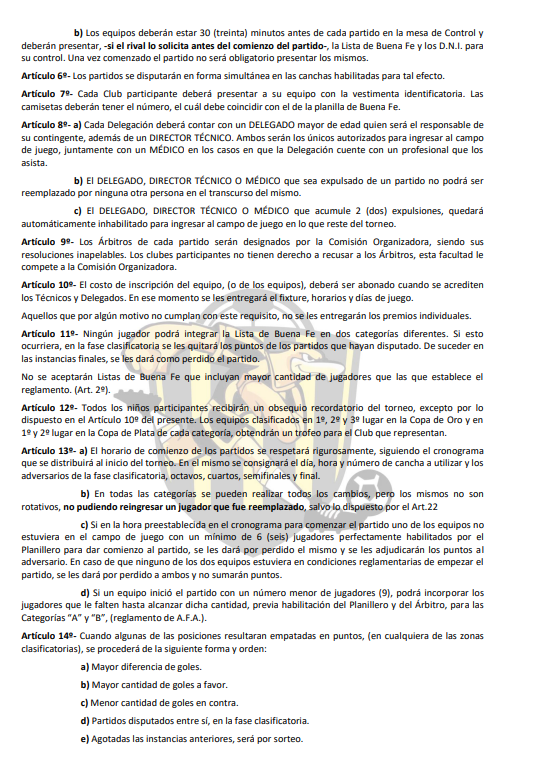 b) Los equipos deberán estar 30 (treinta) minutos antes de cada partido en la mesa de Control y
deberán presentar, -si el rival lo solicita antes del comienzo del partido-, la Lista de Buena Fe y los D.N.I. para
su control. Una vez comenzado el partido no será obligatorio presentar los mismos.
Artículo 6º- Los partidos se disputarán en forma simultánea en las canchas habilitadas para tal efecto.
Artículo 7º- Cada Club participante deberá presentar a su equipo con la vestimenta identificatoria. Las
camisetas deberán tener el número, el cuál debe coincidir con el de la planilla de Buena Fe.
Artículo 8º- a) Cada Delegación deberá contar con un DELEGADO mayor de edad quien será el responsable de
su contingente, además de un DIRECTOR TÉCNICO. Ambos serán los únicos autorizados para ingresar al campo
de juego, juntamente con un MÉDICO en los casos en que la Delegación cuente con un profesional que los
asista.
b) El DELEGADO, DIRECTOR TÉCNICO O MÉDICO que sea expulsado de un partido no podrá ser
reemplazado por ninguna otra persona en el transcurso del mismo.
c) El DELEGADO, DIRECTOR TÉCNICO O MÉDICO que acumule 2 (dos) expulsiones, quedará
automáticamente inhabilitado para ingresar al campo de juego en lo que reste del torneo.
Artículo 9º- Los Árbitros de cada partido serán designados por la Comisión Organizadora, siendo sus
resoluciones inapelables. Los clubes participantes no tienen derecho a recusar a los Árbitros, esta facultad le
compete a la Comisión Organizadora.
Artículo 10º- El costo de inscripción del equipo, (o de los equipos), deberá ser abonado cuando se acrediten
los Técnicos y Delegados. En ese momento se les entregará el fixture, horarios y días de juego.
Aquellos que por algún motivo no cumplan con este requisito, no se les entregarán los premios individuales.
Artículo 11º- Ningún jugador podrá integrar la Lista de Buena Fe en dos categorías diferentes. Si esto
ocurriera, en la fase clasificatoria se les quitará los puntos de los partidos que hayan disputado. De suceder en
las instancias finales, se les dará como perdido el partido.
No se aceptarán Listas de Buena Fe que incluyan mayor cantidad de jugadores que las que establece el
reglamento. (Art. 2º).
Artículo 12º- Todos los niños participantes recibirán un obsequio recordatorio del torneo, excepto por lo
dispuesto en el Artículo 10º del presente. Los equipos clasificados en 1º, 2º y 3º lugar en la Copa de Oro y en
1º y 2º lugar en la Copa de Plata de cada categoría, obtendrán un trofeo para el Club que representan.
Artículo 13º- a) El horario de comienzo de los partidos se respetará rigurosamente, siguiendo el cronograma
que se distribuirá al inicio del torneo. En el mismo se consignará el día, hora y número de cancha a utilizar y los
adversarios de la fase clasificatoria, octavos, cuartos, semifinales y final.
b) En todas las categorías se pueden realizar todos los cambios, pero los mismos no son
rotativos, no pudiendo reingresar un jugador que fue reemplazado, salvo lo dispuesto por el Art.22
c) Si en la hora preestablecida en el cronograma para comenzar el partido uno de los equipos no
estuviera en el campo de juego con un mínimo de 6 (seis) jugadores perfectamente habilitados por el
Planillero para dar comienzo al partido, se les dará por perdido el mismo y se les adjudicarán los puntos al
adversario. En caso de que ninguno de los dos equipos estuviera en condiciones reglamentarias de empezar el
partido, se les dará por perdido a ambos y no sumarán puntos.
d) Si un equipo inició el partido con un número menor de jugadores (9), podrá incorporar los
jugadores que le falten hasta alcanzar dicha cantidad, previa habilitación del Planillero y del Árbitro, para las
Categorías “A” y “B”, (reglamento de A.F.A.).
Artículo 14º- Cuando algunas de las posiciones resultaran empatadas en puntos, (en cualquiera de las zonas
clasificatorias), se procederá de la siguiente forma y orden:
a) Mayor diferencia de goles.
b) Mayor cantidad de goles a favor.
c) Menor cantidad de goles en contra.
d) Partidos disputados entre sí, en la fase clasificatoria.
e) Agotadas las instancias anteriores, será por sorteo.